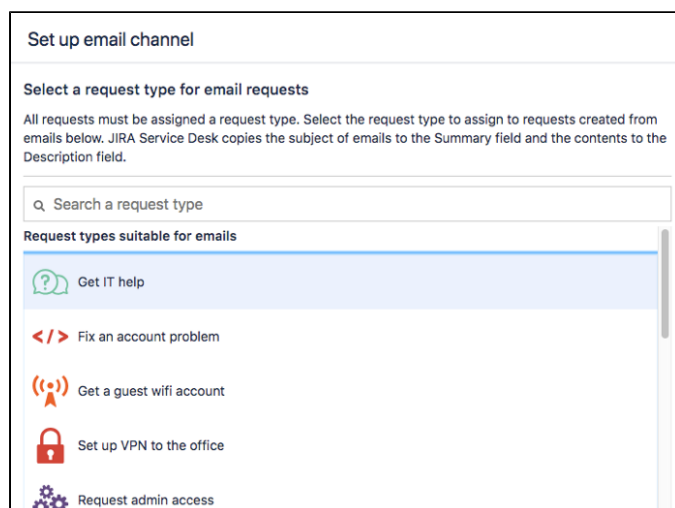 Set up email channel
Select a request type for email requests
All requests must be assigned a request type. Select the request type to assign to requests created from
emails below. JIRA Service Desk copies the subject of emails to the Summary field and the contents to the
Description field.
Search a request type
Request types suitable for emails
Get IT help
Fix an account problem
Get a guest wifi account
Set up VPN to the office
Request admin access